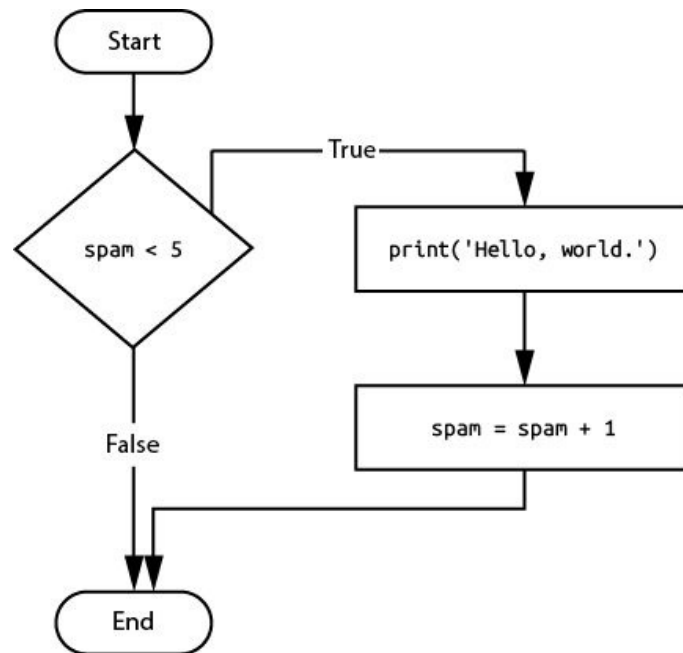 Start
True
spam < 5
print('Hello, world.')
spam = spam + 1
False
End